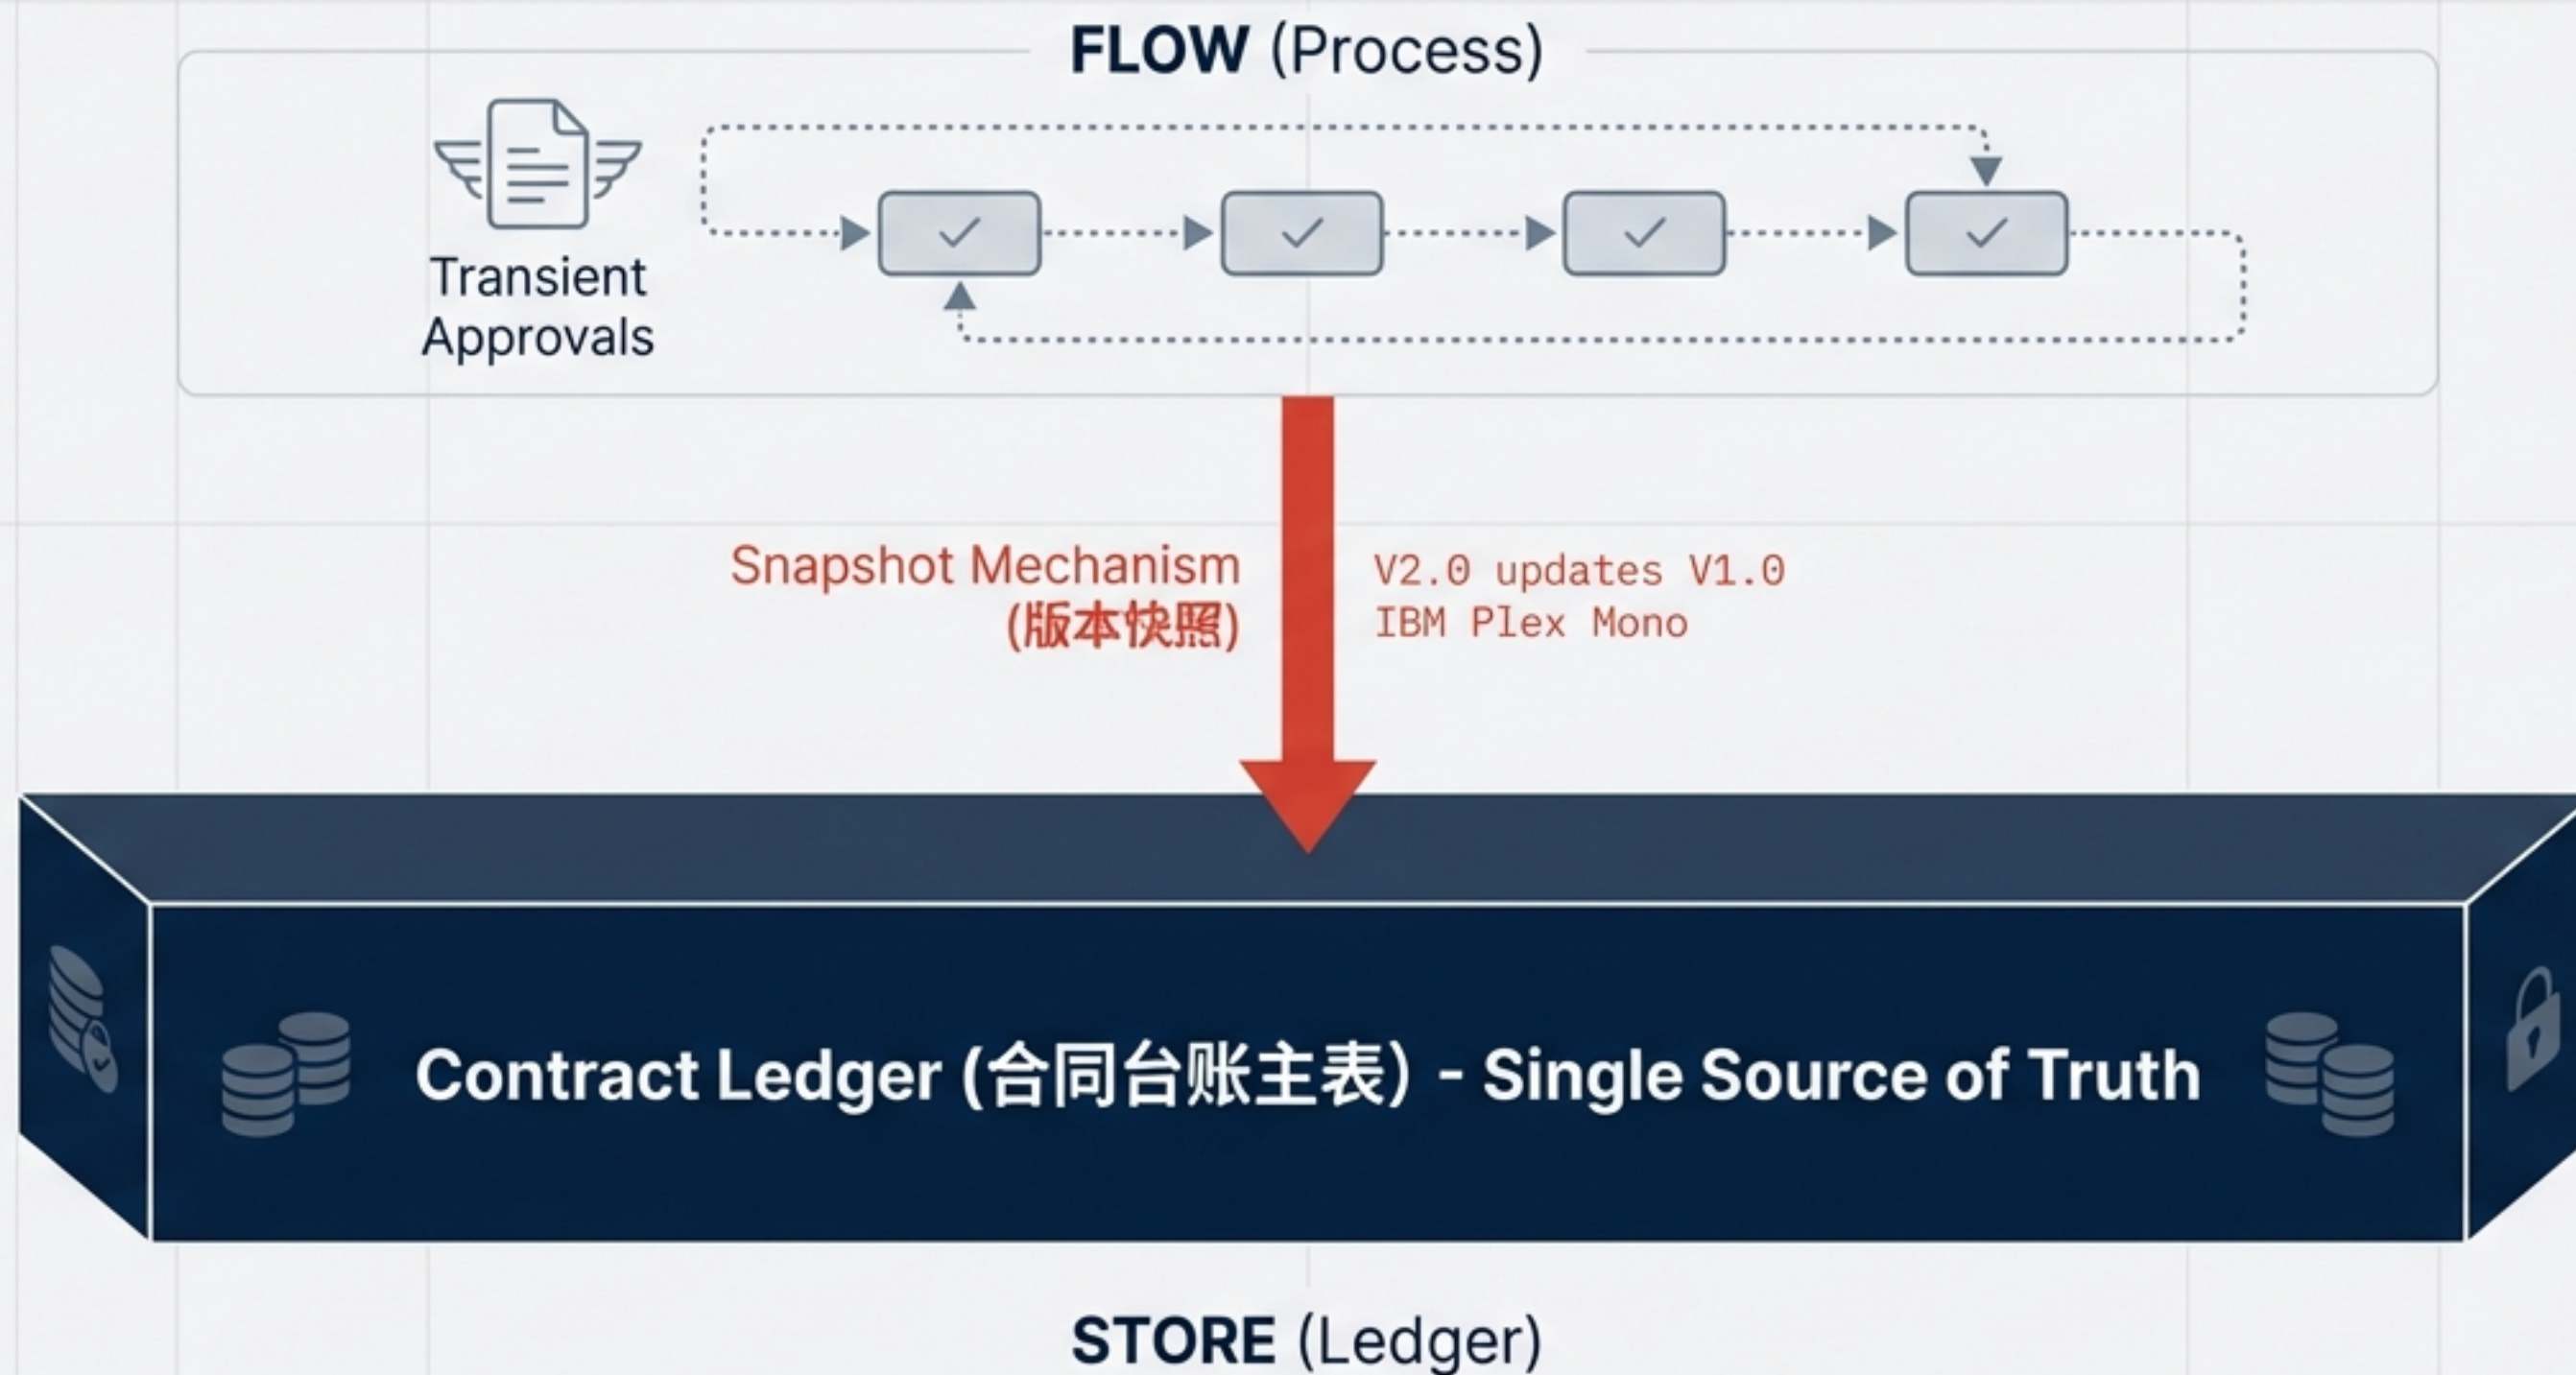 FLOW (Process)
Transient
Approvals
Snapshot Mechanism
(版本快照)
V2.0 updates V1.0
IBM Plex Mono
Contract Ledger (合同台账主表) - Single Source of Truth
STORE (Ledger)